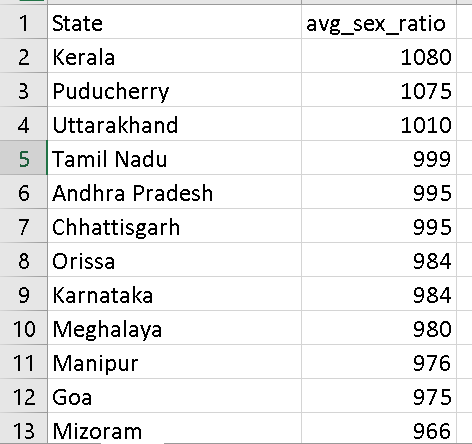 1 State avg_sex_ratio
2 Kerala 1080
3 Puducherry 1075
4 Uttarakhand 1010
5 Tamil Nadu 999
6 Andhra Pradesh 995
7 Chhattisgarh 995
8 Orissa 984
9 Karnataka 984
10 Meghalaya 980
11 Manipur 976
12 Goa 975
13 Mizoram 966